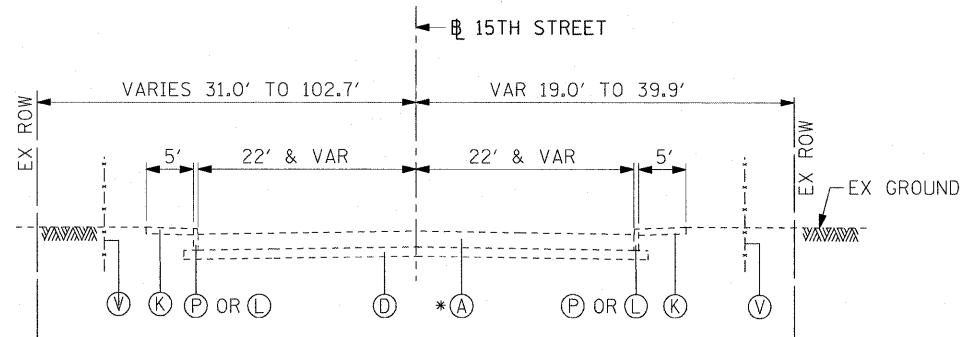 ℄ 15TH STREET
VARIES 31.0' TO 102.7'
VAR 19.0' TO 39.9'
EX ROW
EX ROW
5'
22' & VAR
22' & VAR
5'
EX GROUND
V
K
P OR L
D
*A
P OR L
K
V